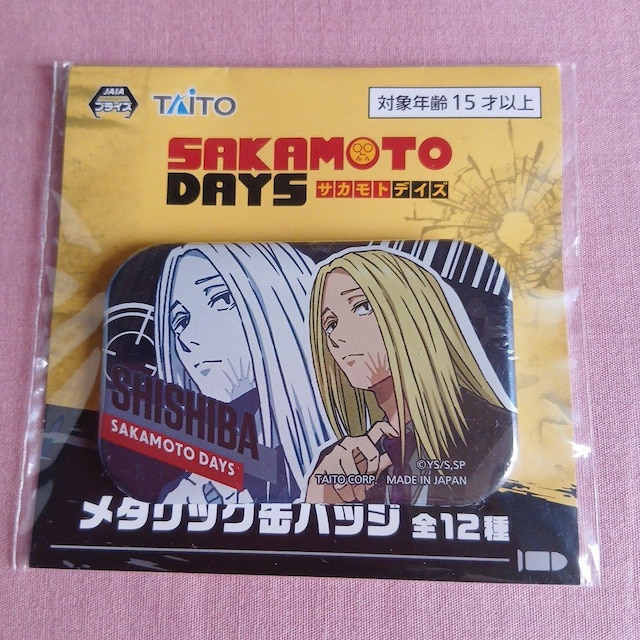 JAIA
プライズ
TAITO
対象年齢15才以上
SAKAMOTO
DAYS
サカモトデイズ
SHISHIBA
SAKAMOTO DAYS
©YS/S,SP
TAITO CORP. MADE IN JAPAN
メタリック缶バッジ 全12種